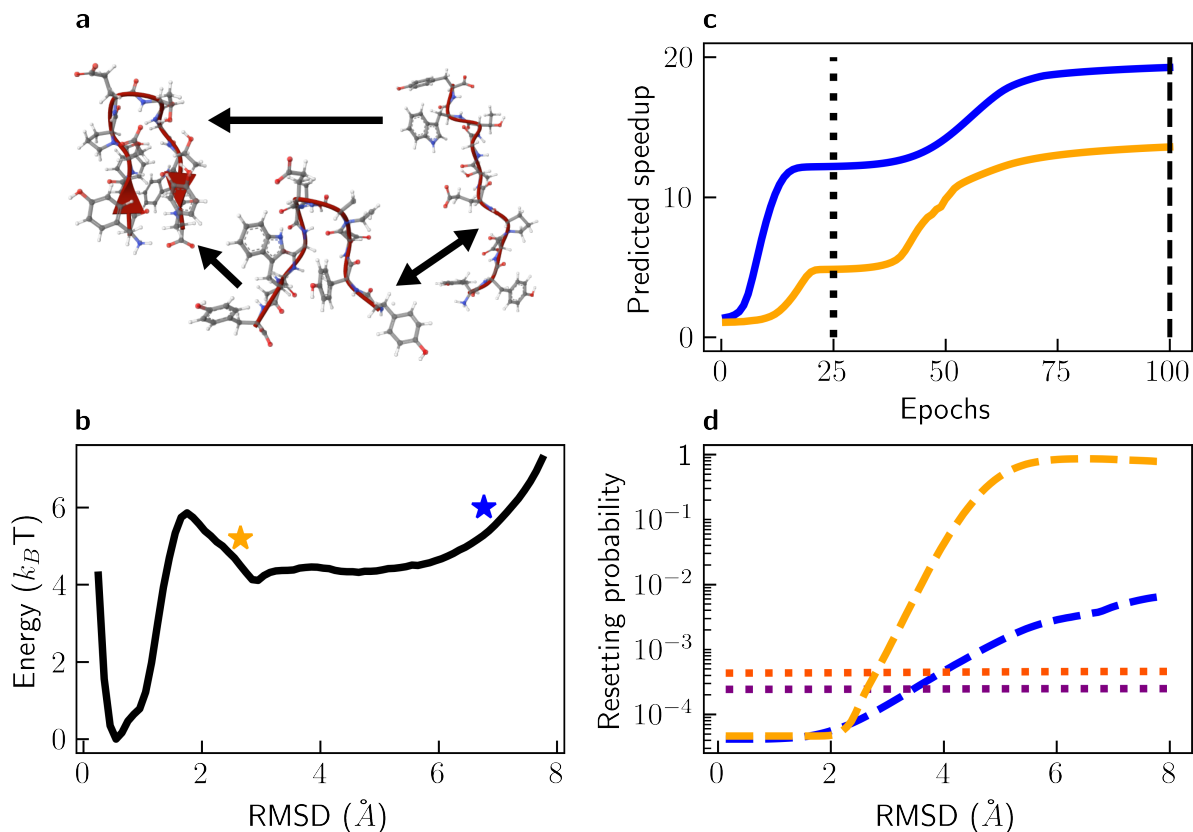 a
b
Energy (k_BT)
6
4
2
0
0 2 4 6 8
RMSD (Å)
c
Predicted speedup
20
10
0
0 25 50 75 100
Epochs
d
Resetting probability
1
10⁻¹
10⁻²
10⁻³
10⁻⁴
0 2 4 6 8
RMSD (Å)